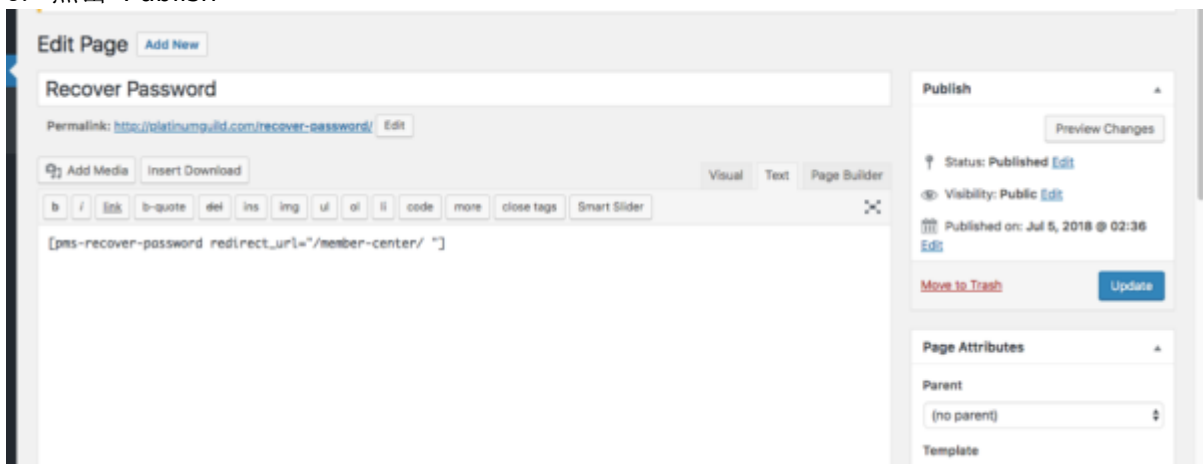 点击 Publish
Edit Page Add New
Recover Password
Permalink: http://platinumguild.com/recover-password/ Edit
Add Media Insert Download
Visual Text Page Builder
b i link b-quote del ins img ul ol li code more close tags Smart Slider
[pms-recover-password redirect_url="/member-center/ "]
Publish
Preview Changes
Status: Published Edit
Visibility: Public Edit
Published on: Jul 5, 2018 @ 02:36
Edit
Move to Trash Update
Page Attributes
Parent
(no parent)
Template